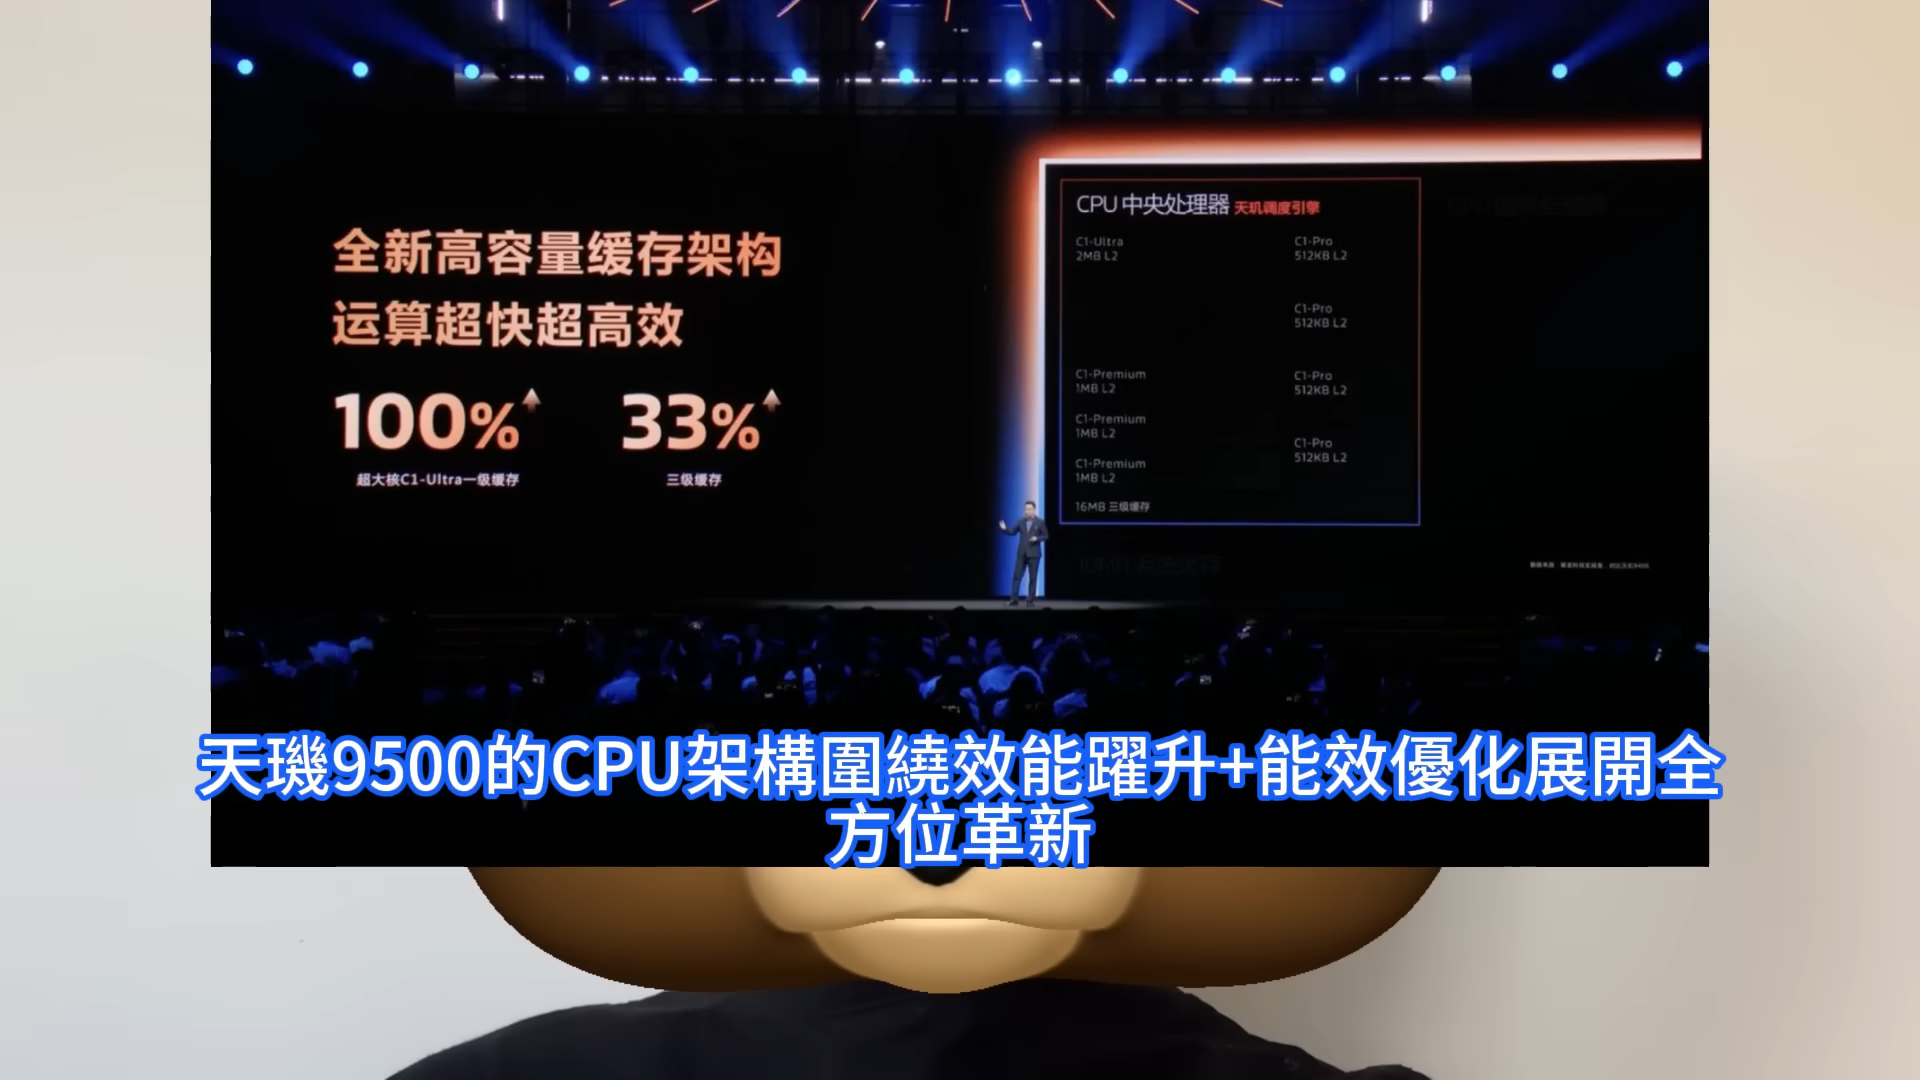 全新高容量缓存架构
运算超快超高效
100%
33%
超大核C1-Ultra一级缓存
三级缓存
CPU 中央处理器 天玑调度引擎
C1-Ultra
2MB L2
C1-Premium
1MB L2
C1-Premium
1MB L2
C1-Premium
1MB L2
16MB 三级缓存
C1-Pro
512KB L2
C1-Pro
512KB L2
C1-Pro
512KB L2
C1-Pro
512KB L2
10MB 系统缓存
天璣9500的CPU架構圍繞效能躍升+能效優化展開全
方位革新